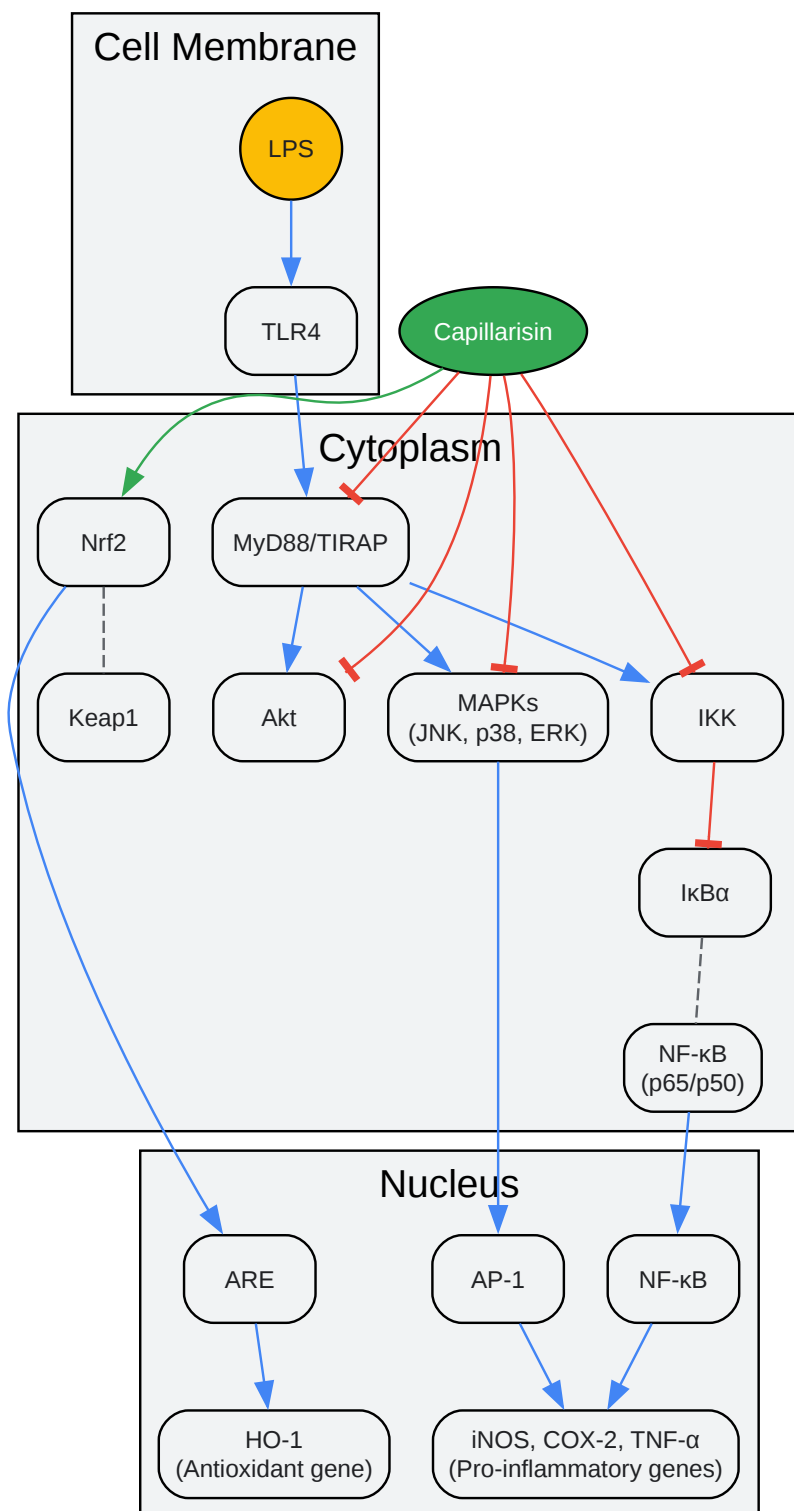 Cell Membrane
LPS
TLR4
Capillarisin
Cytoplasm
Nrf2
MyD88/TIRAP
Keap1
Akt
MAPKs
(JNK, p38, ERK)
IKK
IκBα
NF-κB
(p65/p50)
Nucleus
ARE
AP-1
NF-κB
HO-1
(Antioxidant gene)
iNOS, COX-2, TNF-α
(Pro-inflammatory genes)